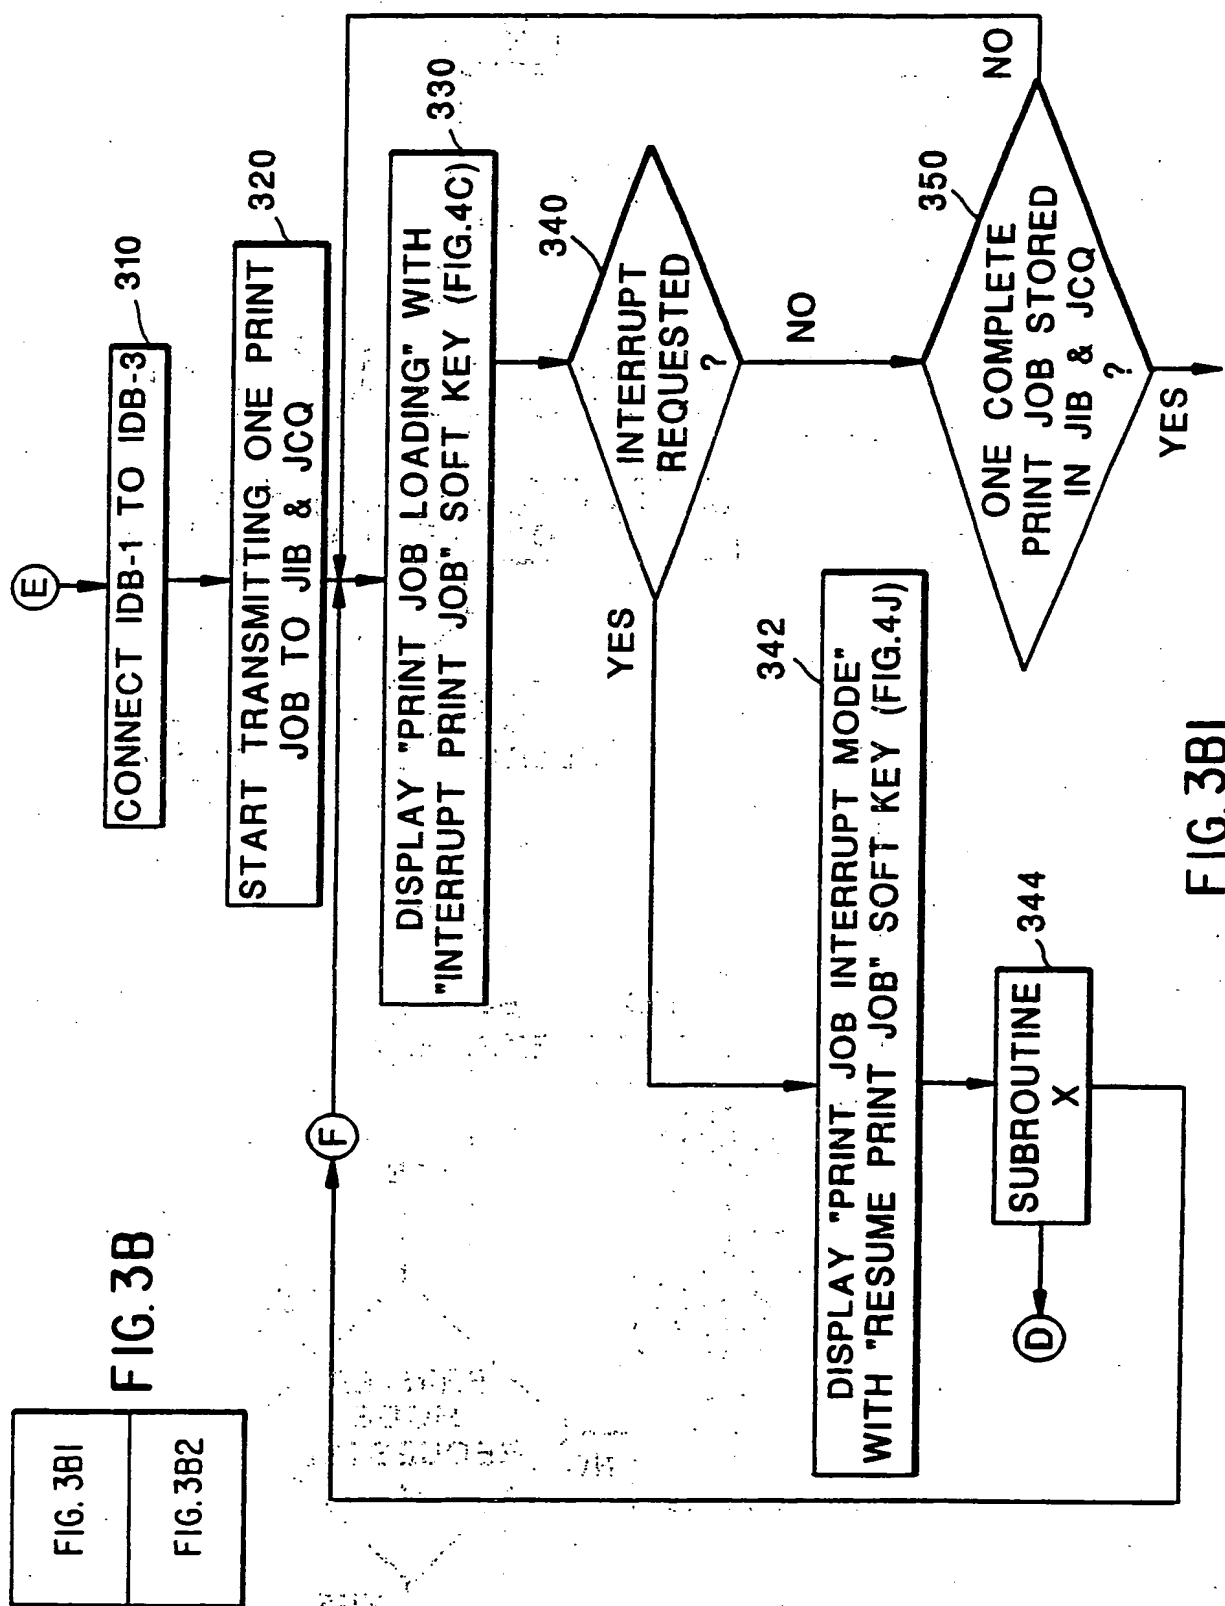 FIG. 3B1
FIG. 3B2
FIG. 3B
E
CONNECT IDB-1 TO IDB-3
310
START TRANSMITTING ONE PRINT
JOB TO JIB & JCQ
320
F
DISPLAY "PRINT JOB LOADING" WITH
"INTERRUPT PRINT JOB" SOFT KEY (FIG.4C)
330
INTERRUPT
REQUESTED
?
340
YES
NO
DISPLAY "PRINT JOB INTERRUPT MODE"
WITH "RESUME PRINT JOB" SOFT KEY (FIG.4J)
342
SUBROUTINE
X
344
D
ONE COMPLETE
PRINT JOB STORED
IN JIB & JCQ
?
350
NO
YES
FIG. 3B1